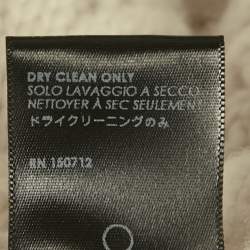 DRY CLEAN ONLY
SOLO LAVAGGIO A SECCO
NETTOYER À SEC SEULEMENT
ドライクリーニングのみ
RN 150712